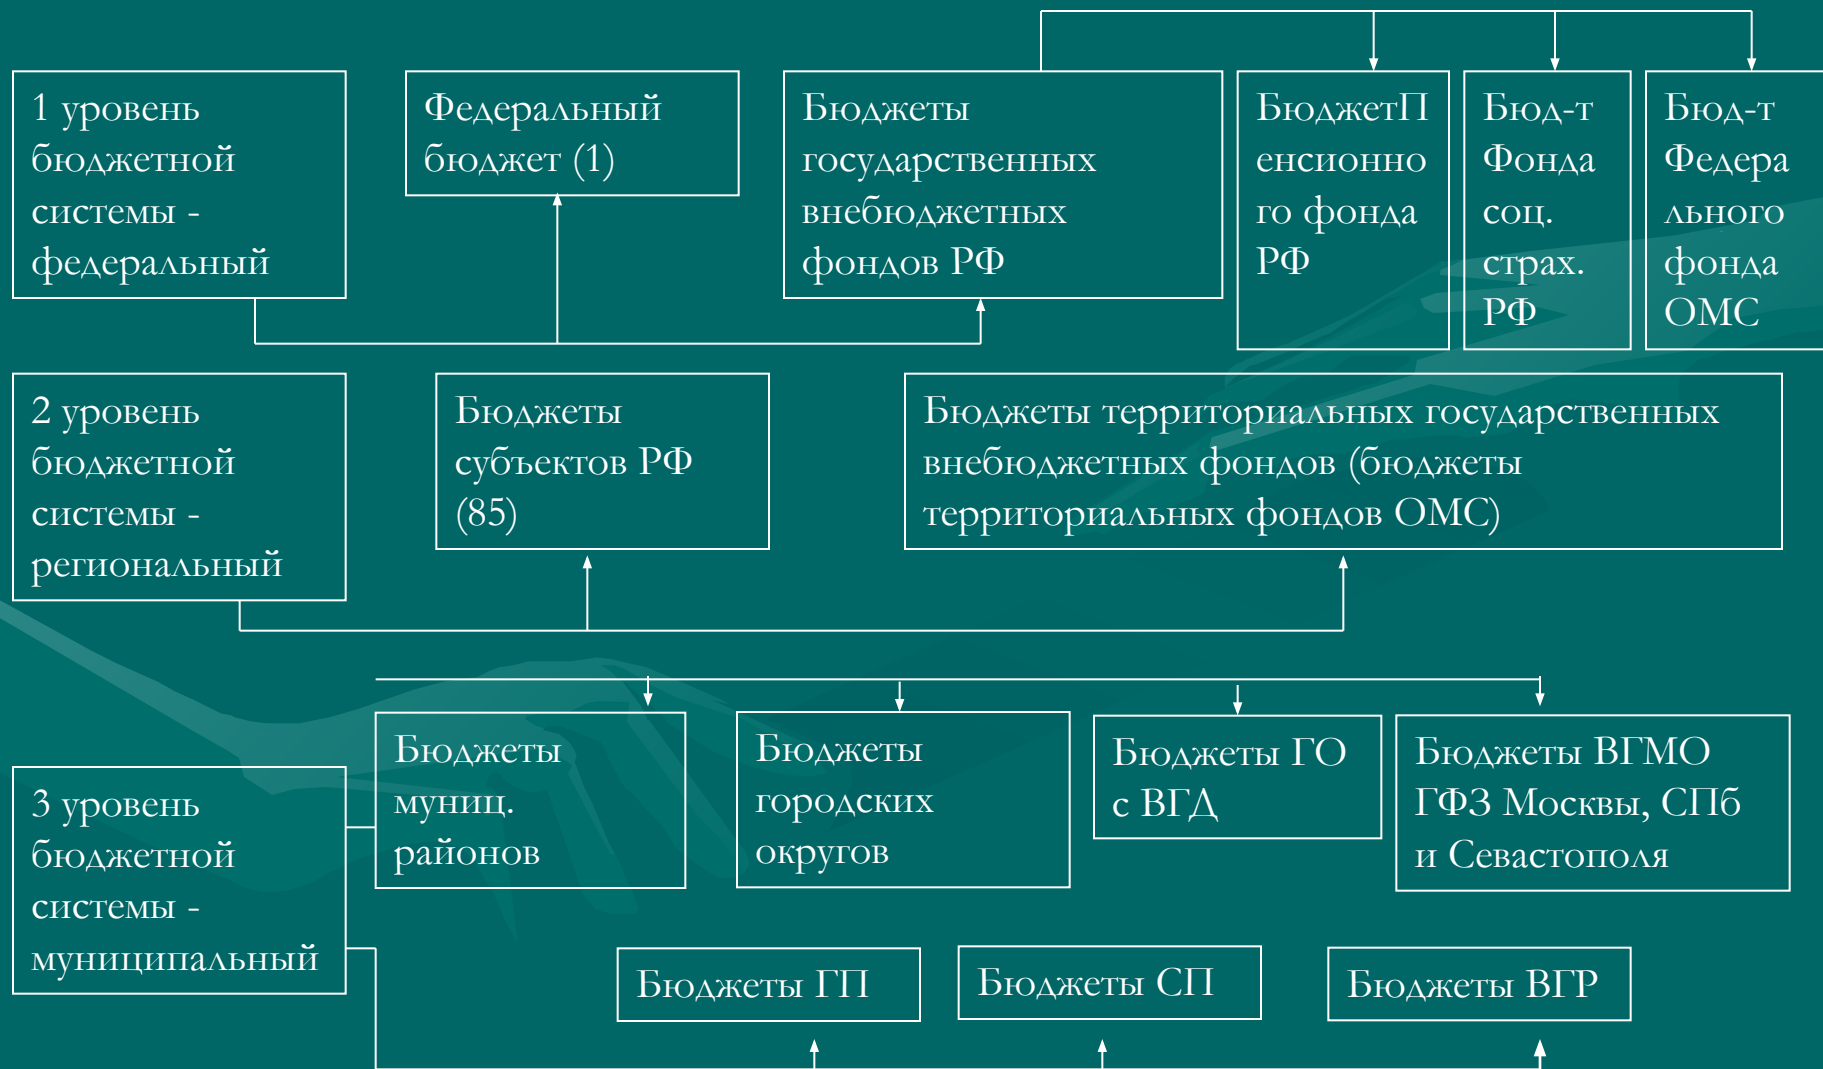 1 уровень
бюджетной
системы -
федеральный
Федеральный
бюджет (1)
Бюджеты
государственных
внебюджетных
фондов РФ
БюджетП
енсионно
го фонда
РФ
Бюд-т
Фонда
соц.
страх.
РФ
Бюд-т
Федера
льного
фонда
ОМС
2 уровень
бюджетной
системы -
региональный
Бюджеты
субъектов РФ
(85)
Бюджеты территориальных государственных
внебюджетных фондов (бюджеты
территориальных фондов ОМС)
3 уровень
бюджетной
системы -
муниципальный
Бюджеты
муниц.
районов
Бюджеты
городских
округов
Бюджеты ГО
с ВГД
Бюджеты ВГМО
ГФЗ Москвы, СПб
и Севастополя
Бюджеты ГП
Бюджеты СП
Бюджеты ВГР